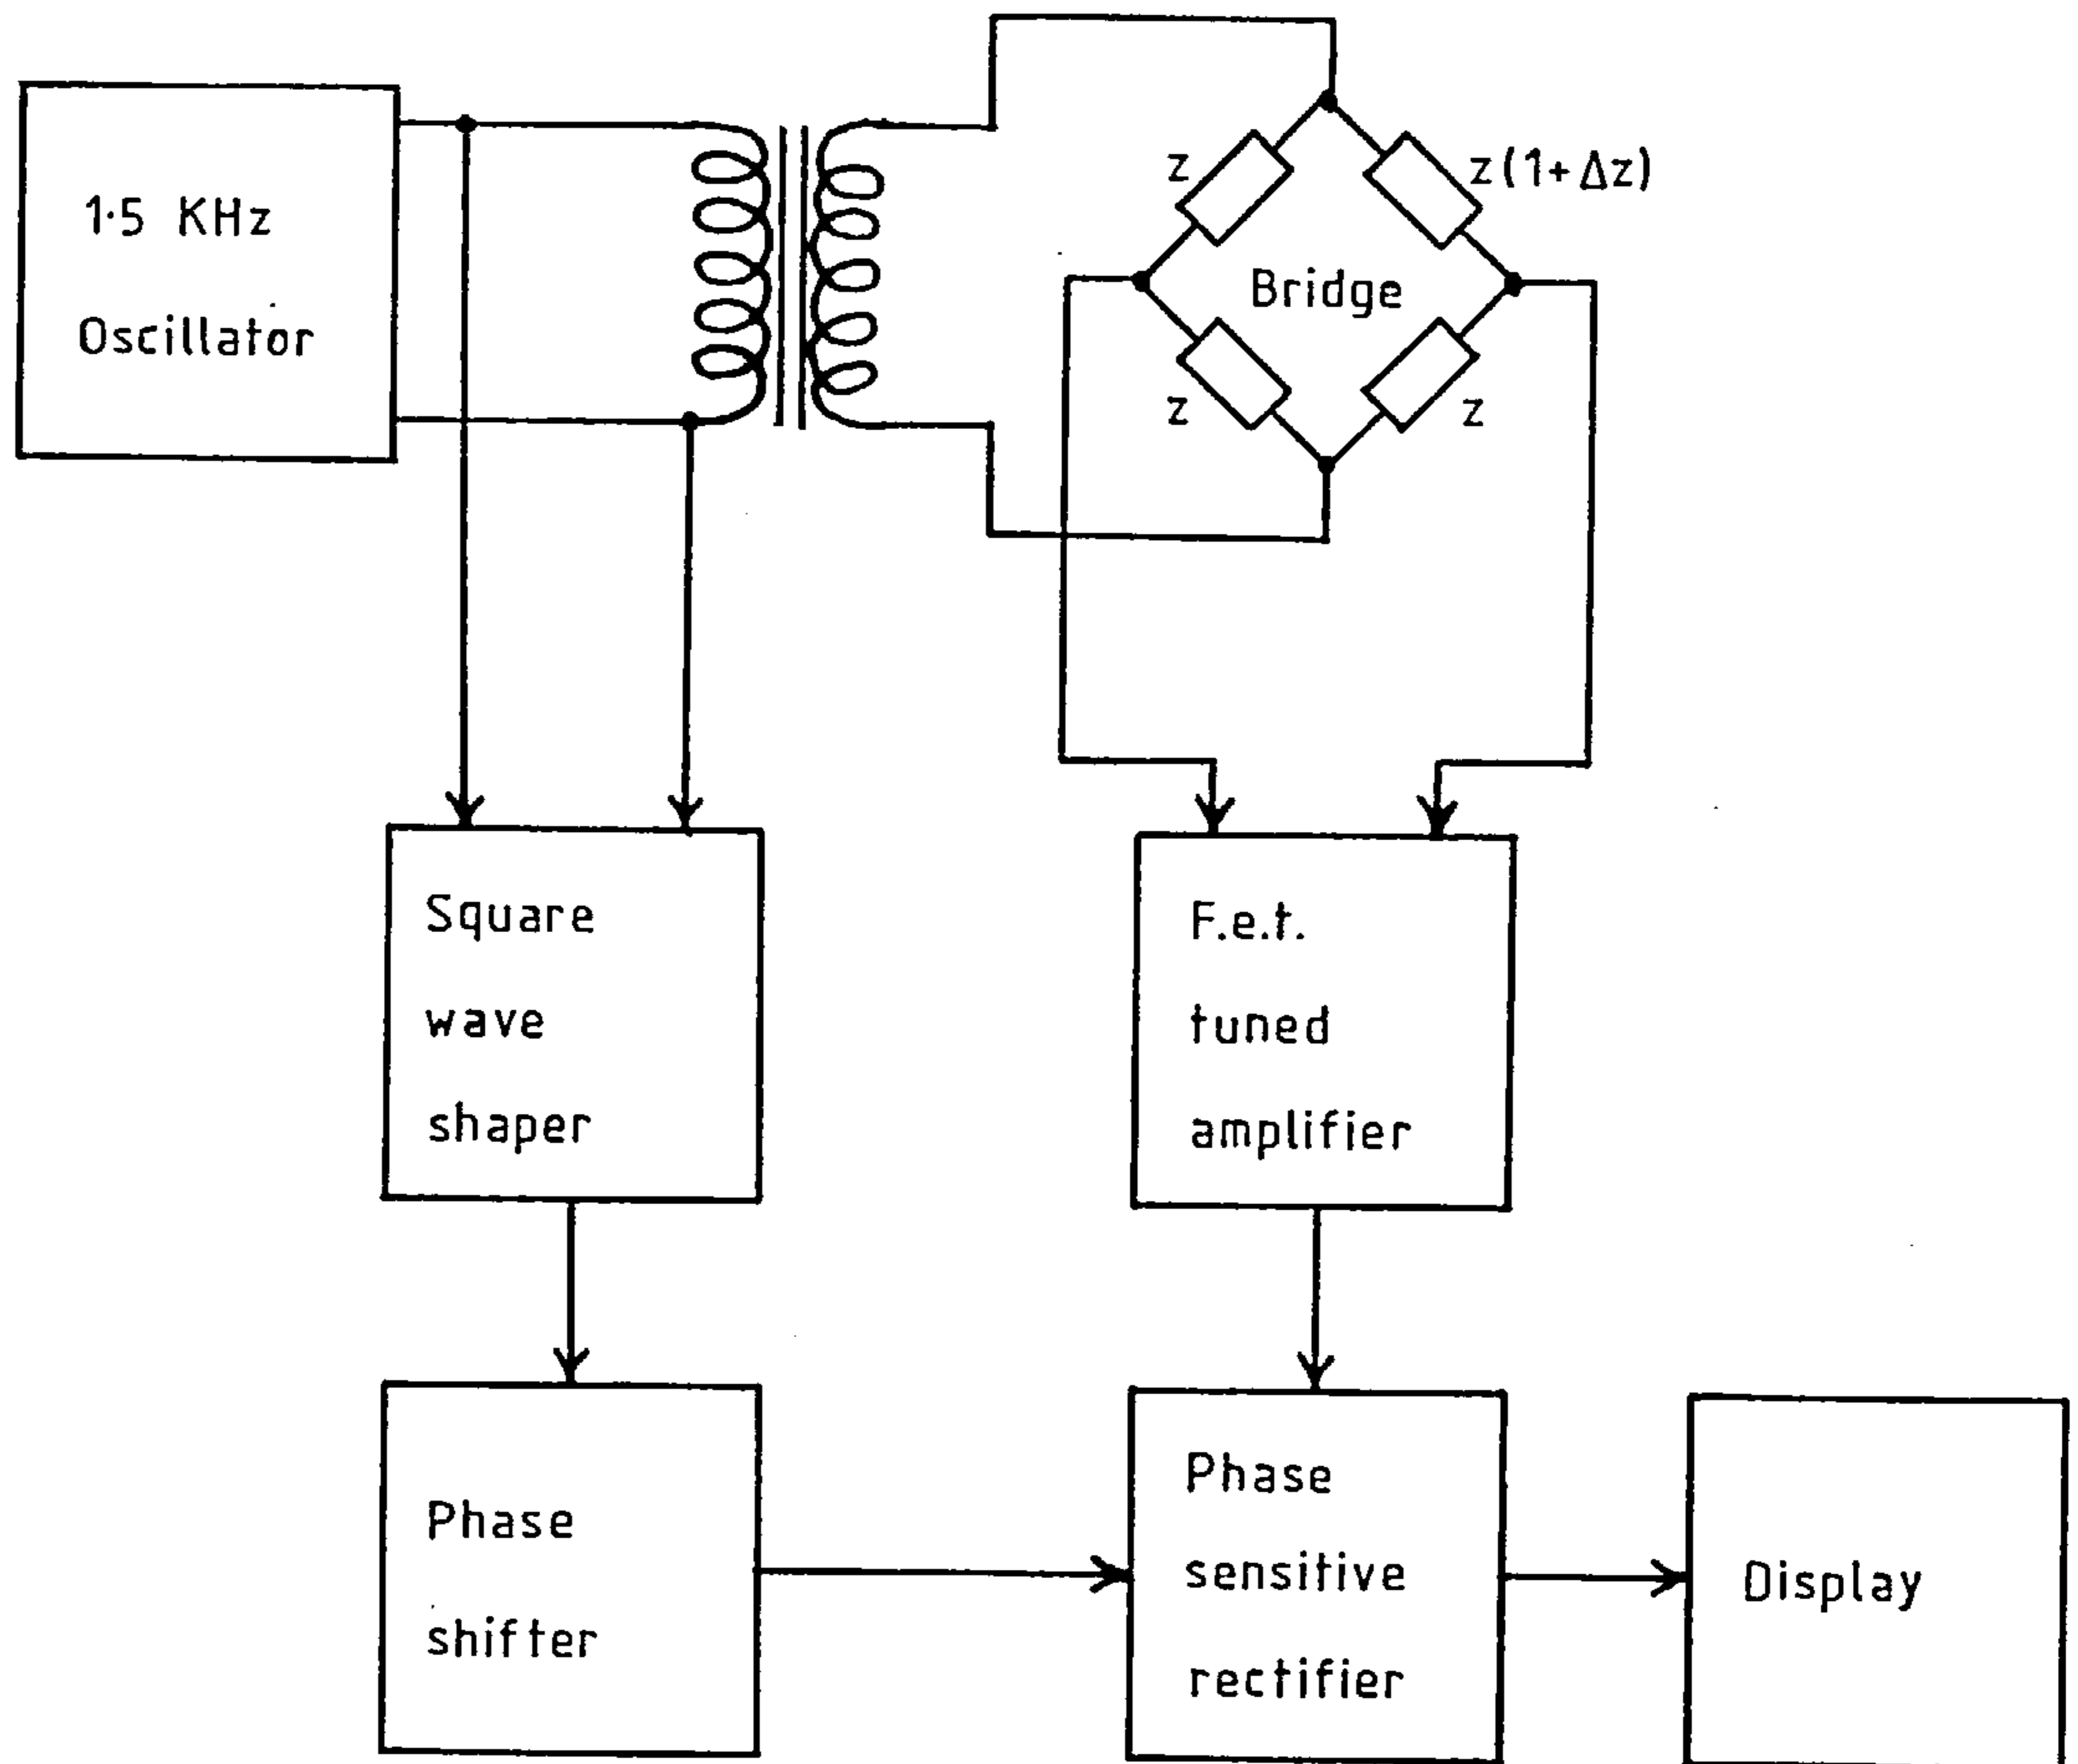 1·5 KHz
Oscillator
z
z(1+Δz)
Bridge
z
z
Square
wave
shaper
F.e.t.
tuned
amplifier
Phase
shifter
Phase
sensitive
rectifier
Display